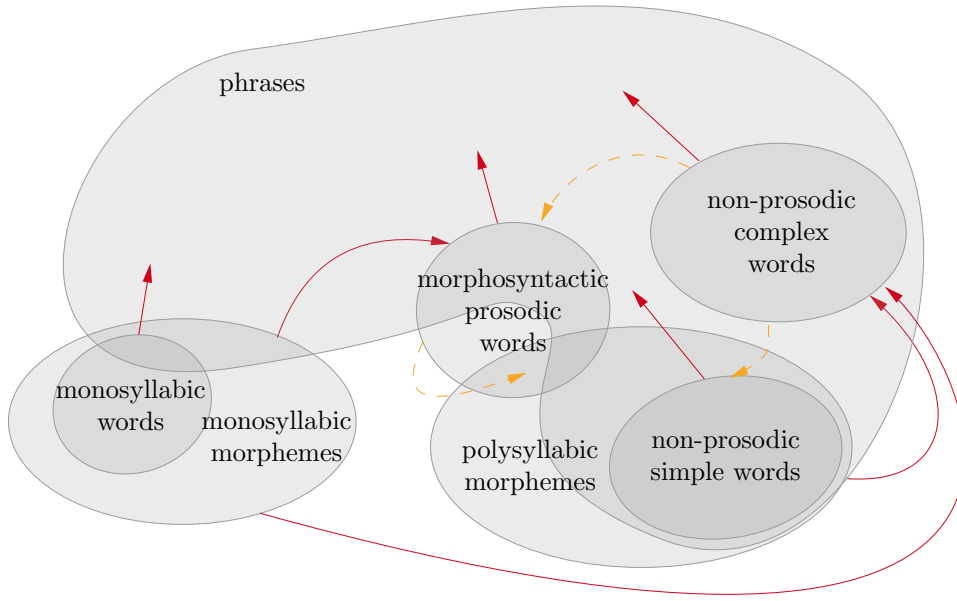 phrases
non-prosodic
complex
words
morphosyntactic
prosodic
words
monosyllabic
words
monosyllabic
morphemes
polysyllabic
morphemes
non-prosodic
simple words